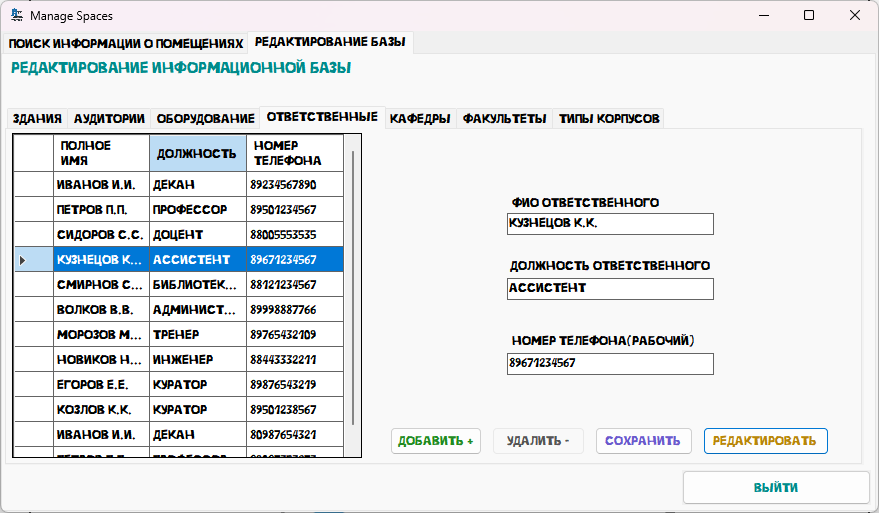 Manage Spaces
ПОИСК ИНФОРМАЦИИ О ПОМЕЩЕНИЯХ РЕДАКТИРОВАНИЕ БАЗЫ
РЕДАКТИРОВАНИЕ ИНФОРМАЦИОННОЙ БАЗЫ
ЗДАНИЯ АУДИТОРИИ ОБОРУДОВАНИЕ ОТВЕТСТВЕННЫЕ КАФЕДРЫ ФАКУЛЬТЕТЫ ТИПЫ КОРПУСОВ
ПОЛНОЕ ИМЯ ДОЛЖНОСТЬ НОМЕР ТЕЛЕФОНА
ИВАНОВ И.И. ДЕКАН 89234567890
ПЕТРОВ П.П. ПРОФЕССОР 89501234567
СИДОРОВ С.С. ДОЦЕНТ 88005553535
КУЗНЕЦОВ К... АССИСТЕНТ 89671234567
СМИРНОВ С... БИБЛИОТЕК... 88121234567
ВОЛКОВ В.В. АДМИНИСТ... 89998887766
МОРОЗОВ М... ТРЕНЕР 89765432109
НОВИКОВ Н... ИНЖЕНЕР 88443332211
ЕГОРОВ Е.Е. КУРАТОР 89876543219
КОЗЛОВ К.К. КУРАТОР 89501238567
ИВАНОВ И.И. ДЕКАН 80987654321
ФИО ОТВЕТСТВЕННОГО
КУЗНЕЦОВ К.К.
ДОЛЖНОСТЬ ОТВЕТСТВЕННОГО
АССИСТЕНТ
НОМЕР ТЕЛЕФОНА(РАБОЧИЙ)
89671234567
ДОБАВИТЬ + УДАЛИТЬ - СОХРАНИТЬ РЕДАКТИРОВАТЬ
ВЫЙТИ